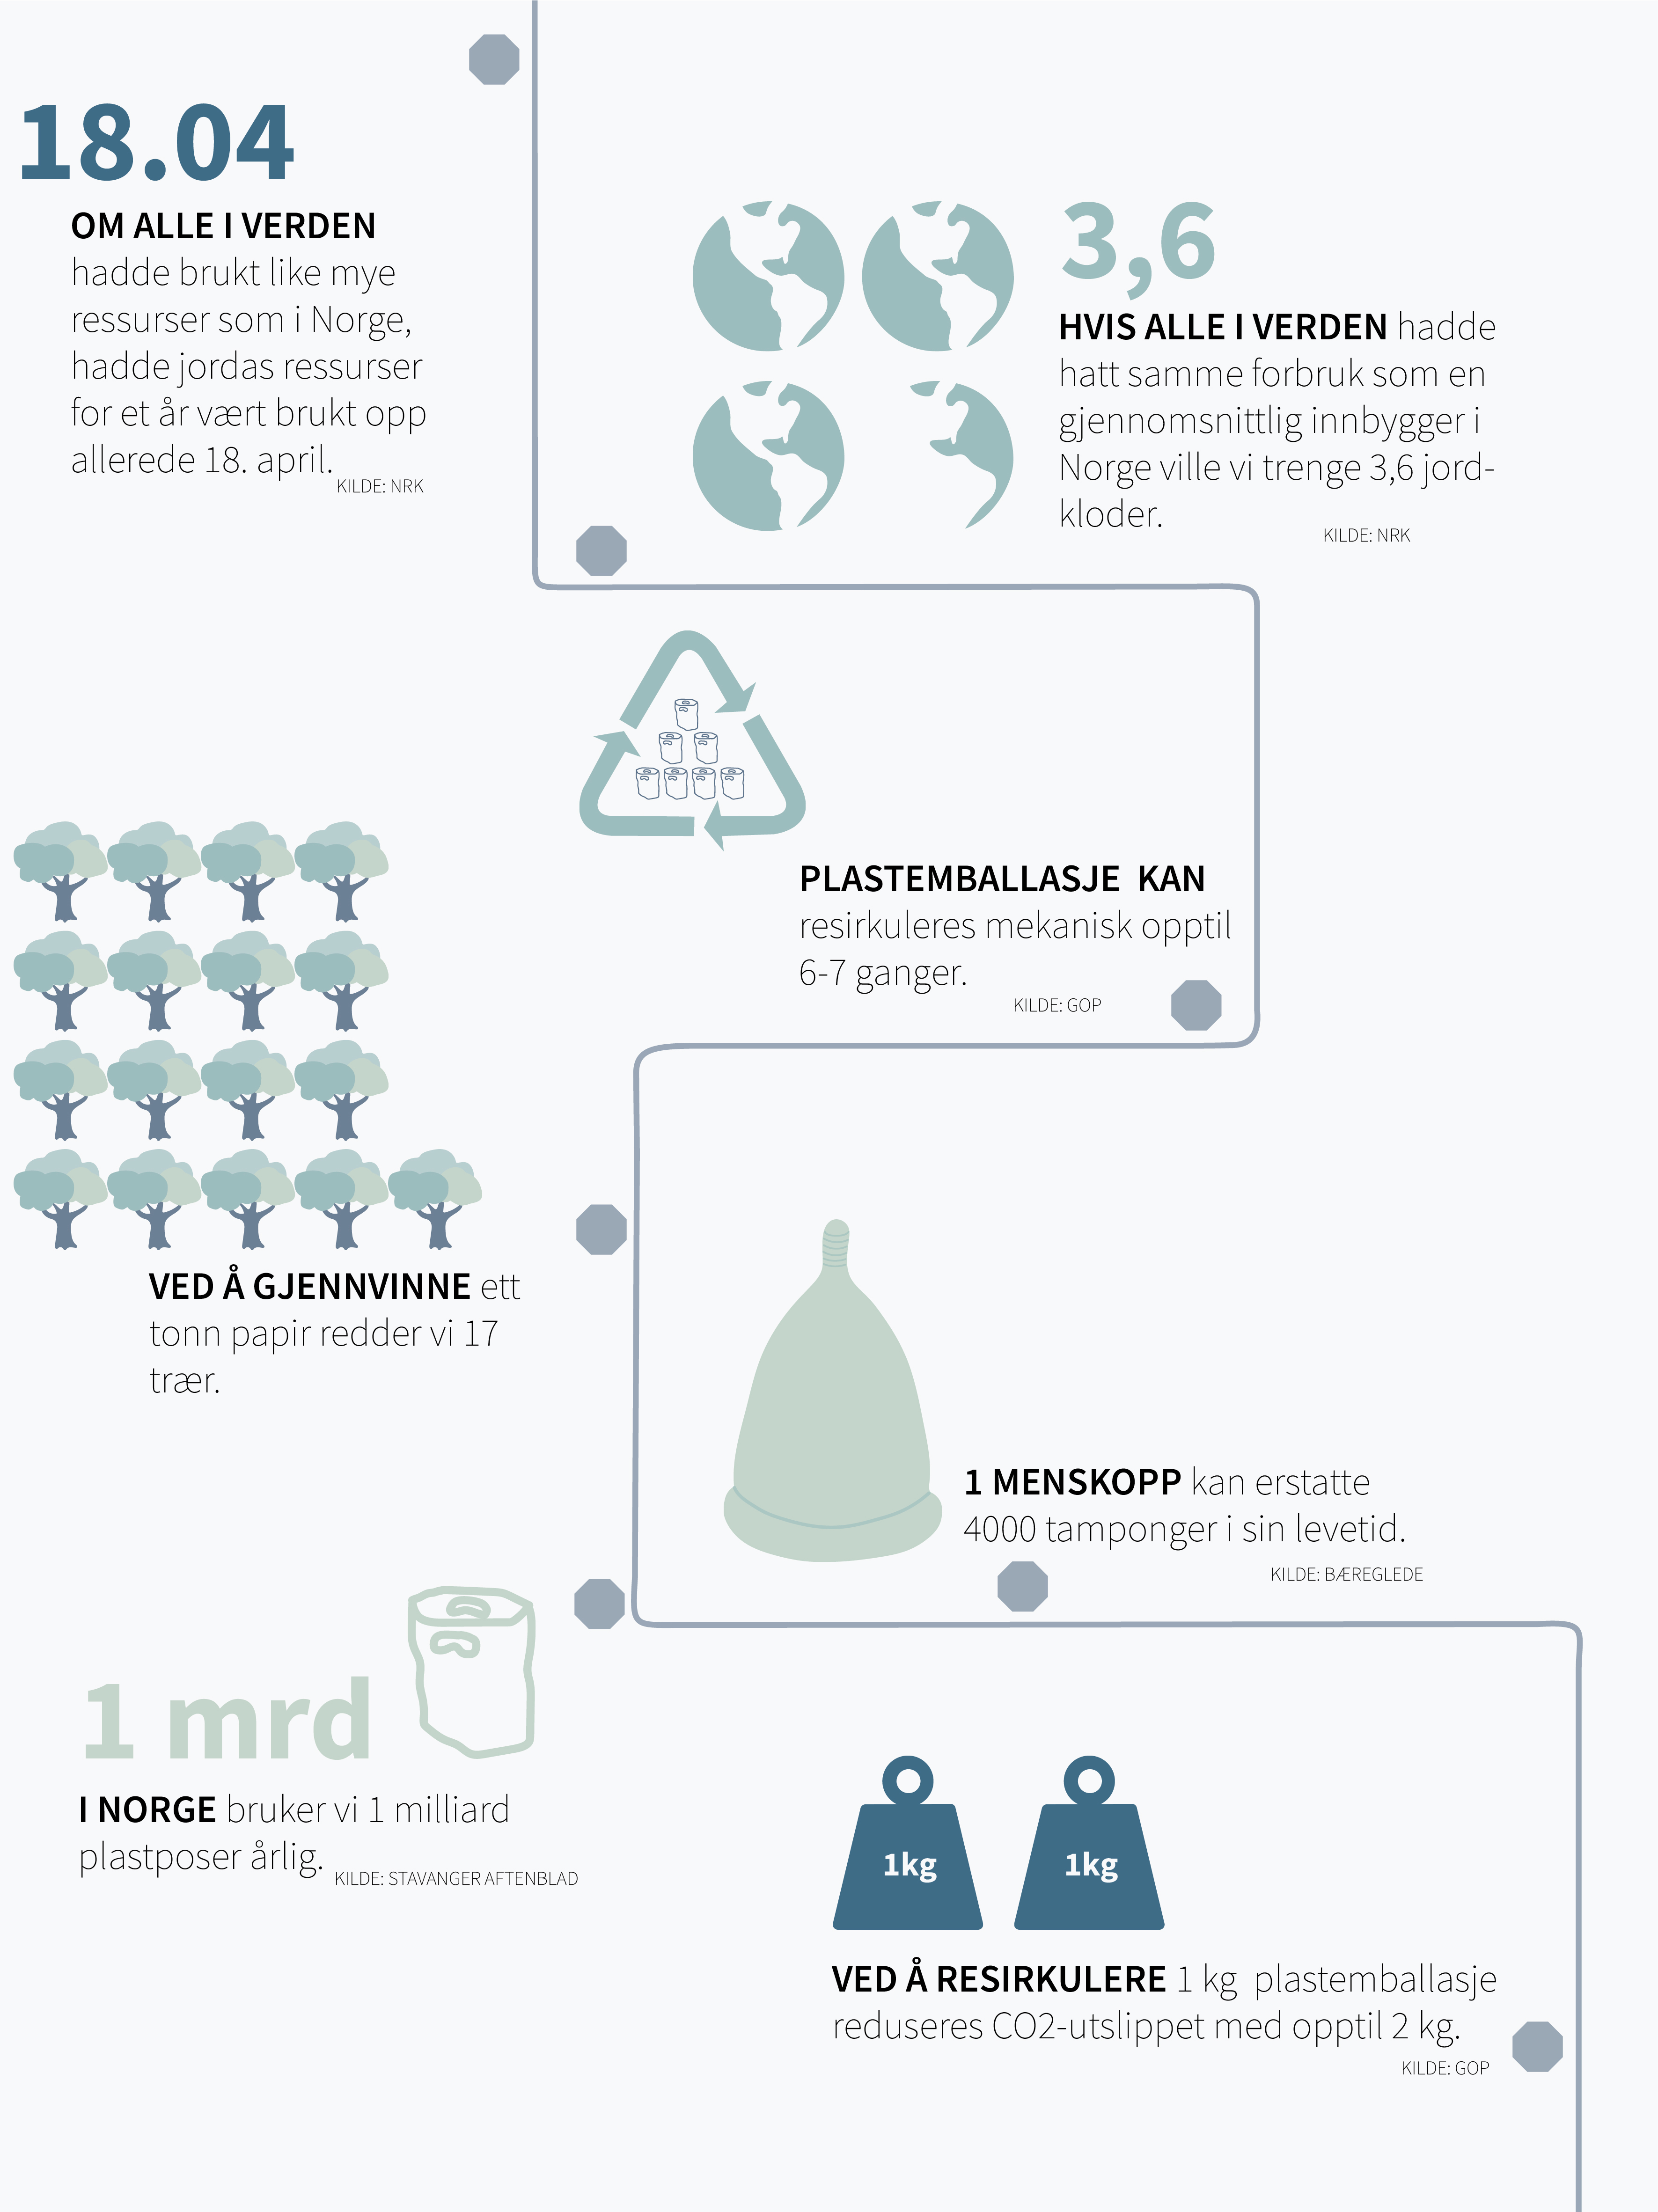 18.04
OM ALLE I VERDEN
hadde brukt like mye
ressurser som i Norge,
hadde jordas ressurser
for et år vært brukt opp
allerede 18. april.
KILDE: NRK
3,6
HVIS ALLE I VERDEN hadde
hatt samme forbruk som en
gjennomsnittlig innbygger i
Norge ville vi trenge 3,6 jord-
kloder.
KILDE: NRK
PLASTEMBALLASJE KAN
resirkuleres mekanisk opptil
6-7 ganger.
KILDE: GOP
VED Å GJENNVINNE ett
tonn papir redder vi 17
trær.
1 MENSKOPP kan erstatte
4000 tamponger i sin levetid.
KILDE: BÆREGLEDE
1 mrd
I NORGE bruker vi 1 milliard
plastposer årlig.
KILDE: STAVANGER AFTENBLAD
1kg 1kg
VED Å RESIRKULERE 1 kg plastemballasje
reduseres CO2-utslippet med opptil 2 kg.
KILDE: GOP